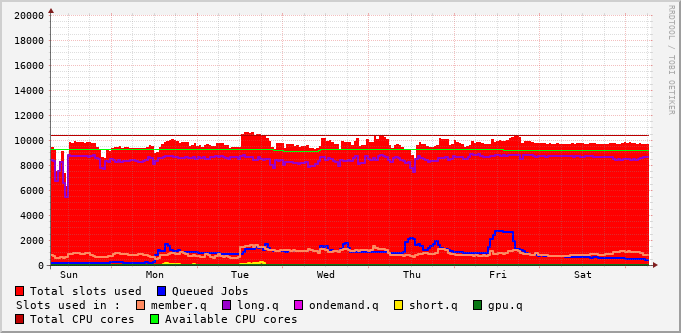 20000
18000
16000
14000
12000
10000
8000
6000
4000
2000
0
Sun Mon Tue Wed Thu Fri Sat
RRDTOOL / TOBI OETIKER
Total slots used Queued Jobs
Slots used in : member.q long.q ondemand.q short.q gpu.q
Total CPU cores Available CPU cores